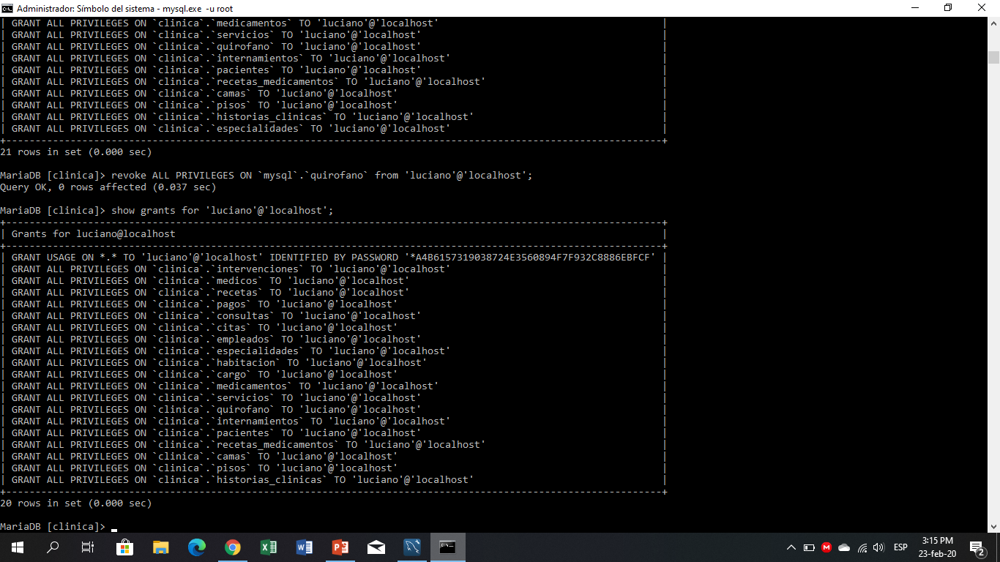 Administrador: Símbolo del sistema - mysql.exe -u root
| GRANT ALL PRIVILEGES ON `clinica`.`medicamentos` TO 'luciano'@'localhost' |
| GRANT ALL PRIVILEGES ON `clinica`.`servicios` TO 'luciano'@'localhost' |
| GRANT ALL PRIVILEGES ON `clinica`.`quirofano` TO 'luciano'@'localhost' |
| GRANT ALL PRIVILEGES ON `clinica`.`internamientos` TO 'luciano'@'localhost' |
| GRANT ALL PRIVILEGES ON `clinica`.`pacientes` TO 'luciano'@'localhost' |
| GRANT ALL PRIVILEGES ON `clinica`.`recetas_medicamentos` TO 'luciano'@'localhost' |
| GRANT ALL PRIVILEGES ON `clinica`.`camas` TO 'luciano'@'localhost' |
| GRANT ALL PRIVILEGES ON `clinica`.`pisos` TO 'luciano'@'localhost' |
| GRANT ALL PRIVILEGES ON `clinica`.`historias_clinicas` TO 'luciano'@'localhost' |
| GRANT ALL PRIVILEGES ON `clinica`.`especialidades` TO 'luciano'@'localhost' |
+----------------------------------------------------------------------------------------------------------------+
21 rows in set (0.000 sec)
MariaDB [clinica]> revoke ALL PRIVILEGES ON `mysql`.`quirofano` from 'luciano'@'localhost';
Query OK, 0 rows affected (0.037 sec)
MariaDB [clinica]> show grants for 'luciano'@'localhost';
+----------------------------------------------------------------------------------------------------------------+
| Grants for luciano@localhost |
+----------------------------------------------------------------------------------------------------------------+
| GRANT USAGE ON *.* TO 'luciano'@'localhost' IDENTIFIED BY PASSWORD '*A4B6157319038724E3560894F7F932C8886EBFCF' |
| GRANT ALL PRIVILEGES ON `clinica`.`intervenciones` TO 'luciano'@'localhost' |
| GRANT ALL PRIVILEGES ON `clinica`.`medicos` TO 'luciano'@'localhost' |
| GRANT ALL PRIVILEGES ON `clinica`.`recetas` TO 'luciano'@'localhost' |
| GRANT ALL PRIVILEGES ON `clinica`.`pagos` TO 'luciano'@'localhost' |
| GRANT ALL PRIVILEGES ON `clinica`.`consultas` TO 'luciano'@'localhost' |
| GRANT ALL PRIVILEGES ON `clinica`.`citas` TO 'luciano'@'localhost' |
| GRANT ALL PRIVILEGES ON `clinica`.`empleados` TO 'luciano'@'localhost' |
| GRANT ALL PRIVILEGES ON `clinica`.`especialidades` TO 'luciano'@'localhost' |
| GRANT ALL PRIVILEGES ON `clinica`.`habitacion` TO 'luciano'@'localhost' |
| GRANT ALL PRIVILEGES ON `clinica`.`cargo` TO 'luciano'@'localhost' |
| GRANT ALL PRIVILEGES ON `clinica`.`medicamentos` TO 'luciano'@'localhost' |
| GRANT ALL PRIVILEGES ON `clinica`.`servicios` TO 'luciano'@'localhost' |
| GRANT ALL PRIVILEGES ON `clinica`.`quirofano` TO 'luciano'@'localhost' |
| GRANT ALL PRIVILEGES ON `clinica`.`internamientos` TO 'luciano'@'localhost' |
| GRANT ALL PRIVILEGES ON `clinica`.`pacientes` TO 'luciano'@'localhost' |
| GRANT ALL PRIVILEGES ON `clinica`.`recetas_medicamentos` TO 'luciano'@'localhost' |
| GRANT ALL PRIVILEGES ON `clinica`.`camas` TO 'luciano'@'localhost' |
| GRANT ALL PRIVILEGES ON `clinica`.`pisos` TO 'luciano'@'localhost' |
| GRANT ALL PRIVILEGES ON `clinica`.`historias_clinicas` TO 'luciano'@'localhost' |
+----------------------------------------------------------------------------------------------------------------+
20 rows in set (0.000 sec)
MariaDB [clinica]> _
ESP
3:15 PM
23-feb-20
2